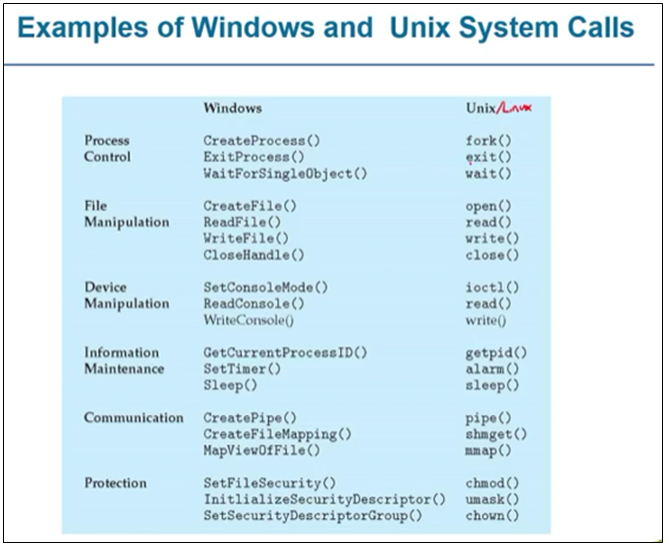 Examples of Windows and Unix System Calls
Windows Unix/Linux
Process CreateProcess() fork()
Control ExitProcess() exit()
WaitForSingleObject() wait()
File CreateFile() open()
Manipulation ReadFile() read()
WriteFile() write()
CloseHandle() close()
Device SetConsoleMode() ioctl()
Manipulation ReadConsole() read()
WriteConsole() write()
Information GetCurrentProcessID() getpid()
Maintenance SetTimer() alarm()
Sleep() sleep()
Communication CreatePipe() pipe()
CreateFileMapping() shmget()
MapViewOfFile() mmap()
Protection SetFileSecurity() chmod()
InitlializeSecurityDescriptor() umask()
SetSecurityDescriptorGroup() chown()